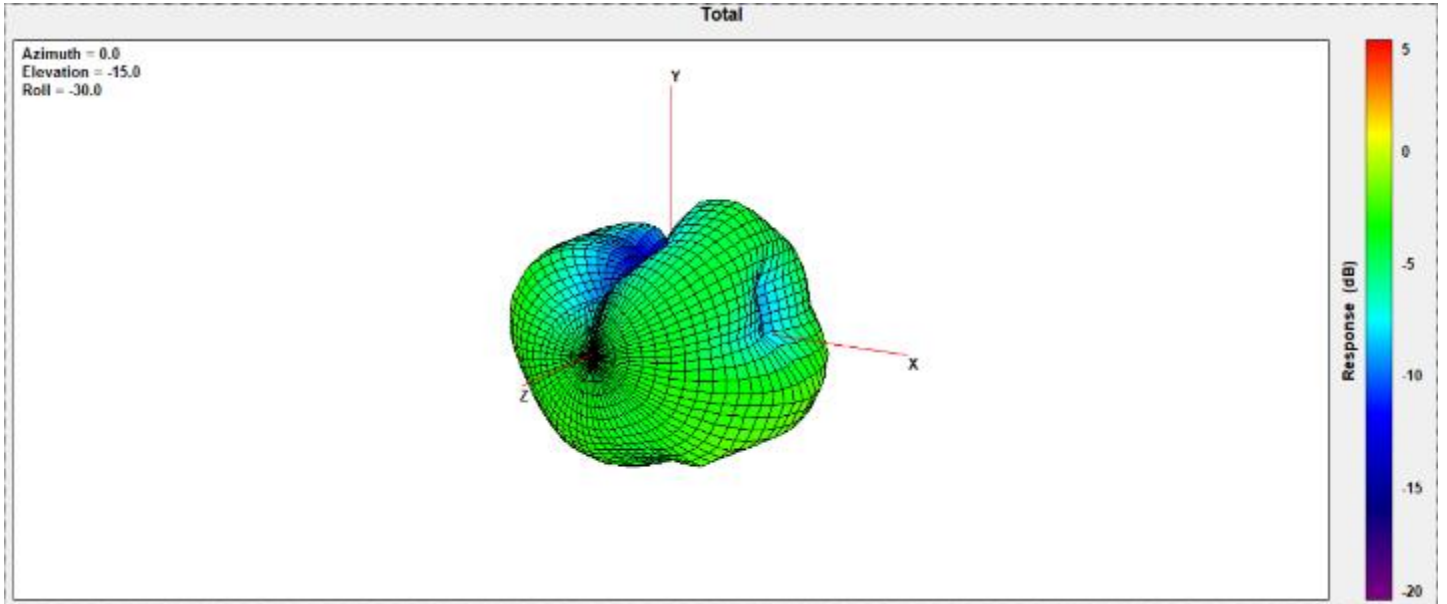 Total
Azimuth = 0.0
Elevation = -15.0
Roll = -30.0
Y
X
Z
5
0
-5
-10
-15
-20
Response (dB)